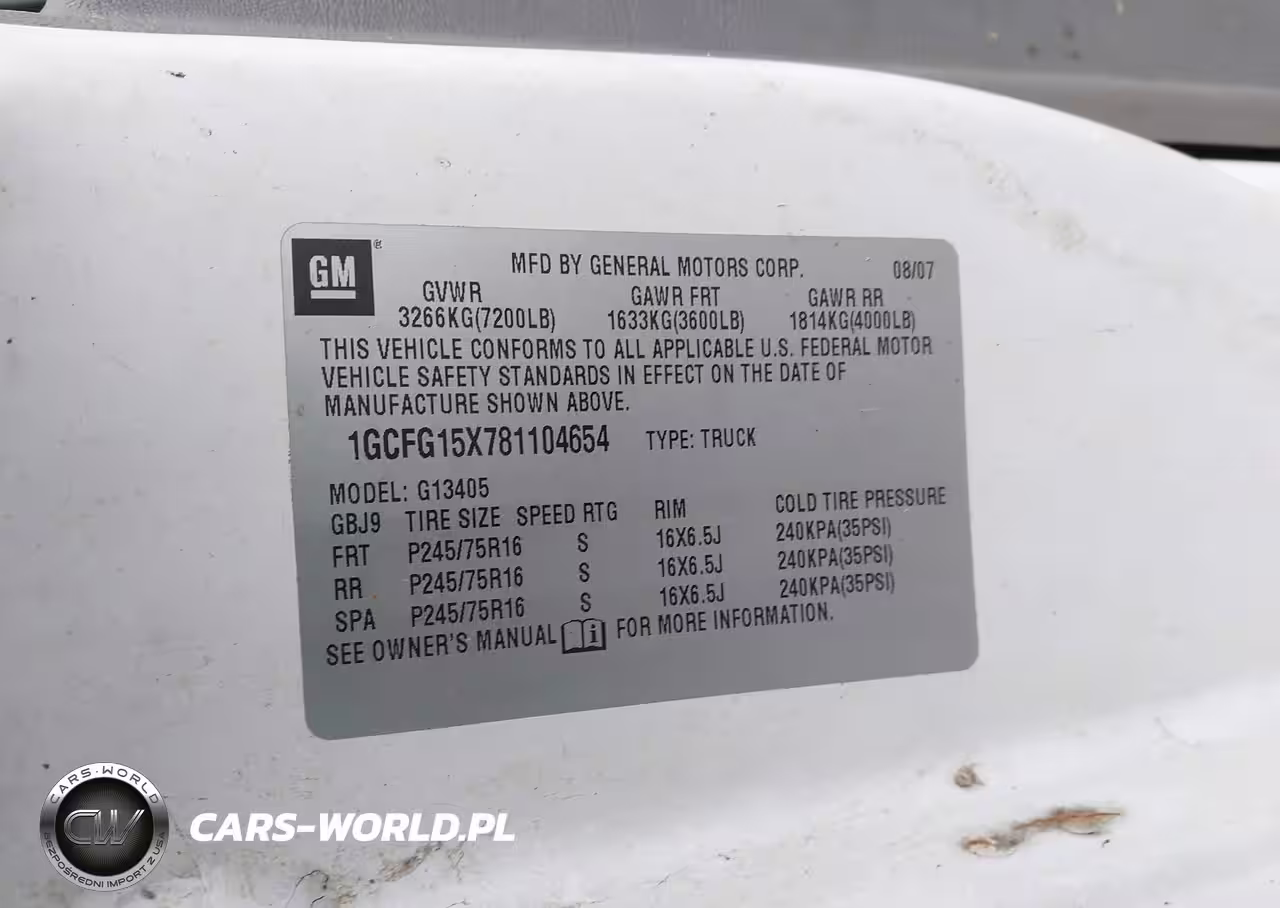 GM®
MFD BY GENERAL MOTORS CORP. 08/07
GVWR GAWR FRT GAWR RR
3266KG(7200LB) 1633KG(3600LB) 1814KG(4000LB)
THIS VEHICLE CONFORMS TO ALL APPLICABLE U.S. FEDERAL MOTOR
VEHICLE SAFETY STANDARDS IN EFFECT ON THE DATE OF
MANUFACTURE SHOWN ABOVE.
1GCFG15X781104654 TYPE: TRUCK
MODEL: G13405
GBJ9 TIRE SIZE SPEED RTG RIM COLD TIRE PRESSURE
FRT P245/75R16 S 16X6.5J 240KPA(35PSI)
RR P245/75R16 S 16X6.5J 240KPA(35PSI)
SPA P245/75R16 S 16X6.5J 240KPA(35PSI)
SEE OWNER'S MANUAL FOR MORE INFORMATION.
CARS-WORLD
CW
BEZPOŚREDNI IMPORT Z USA
CARS-WORLD.PL